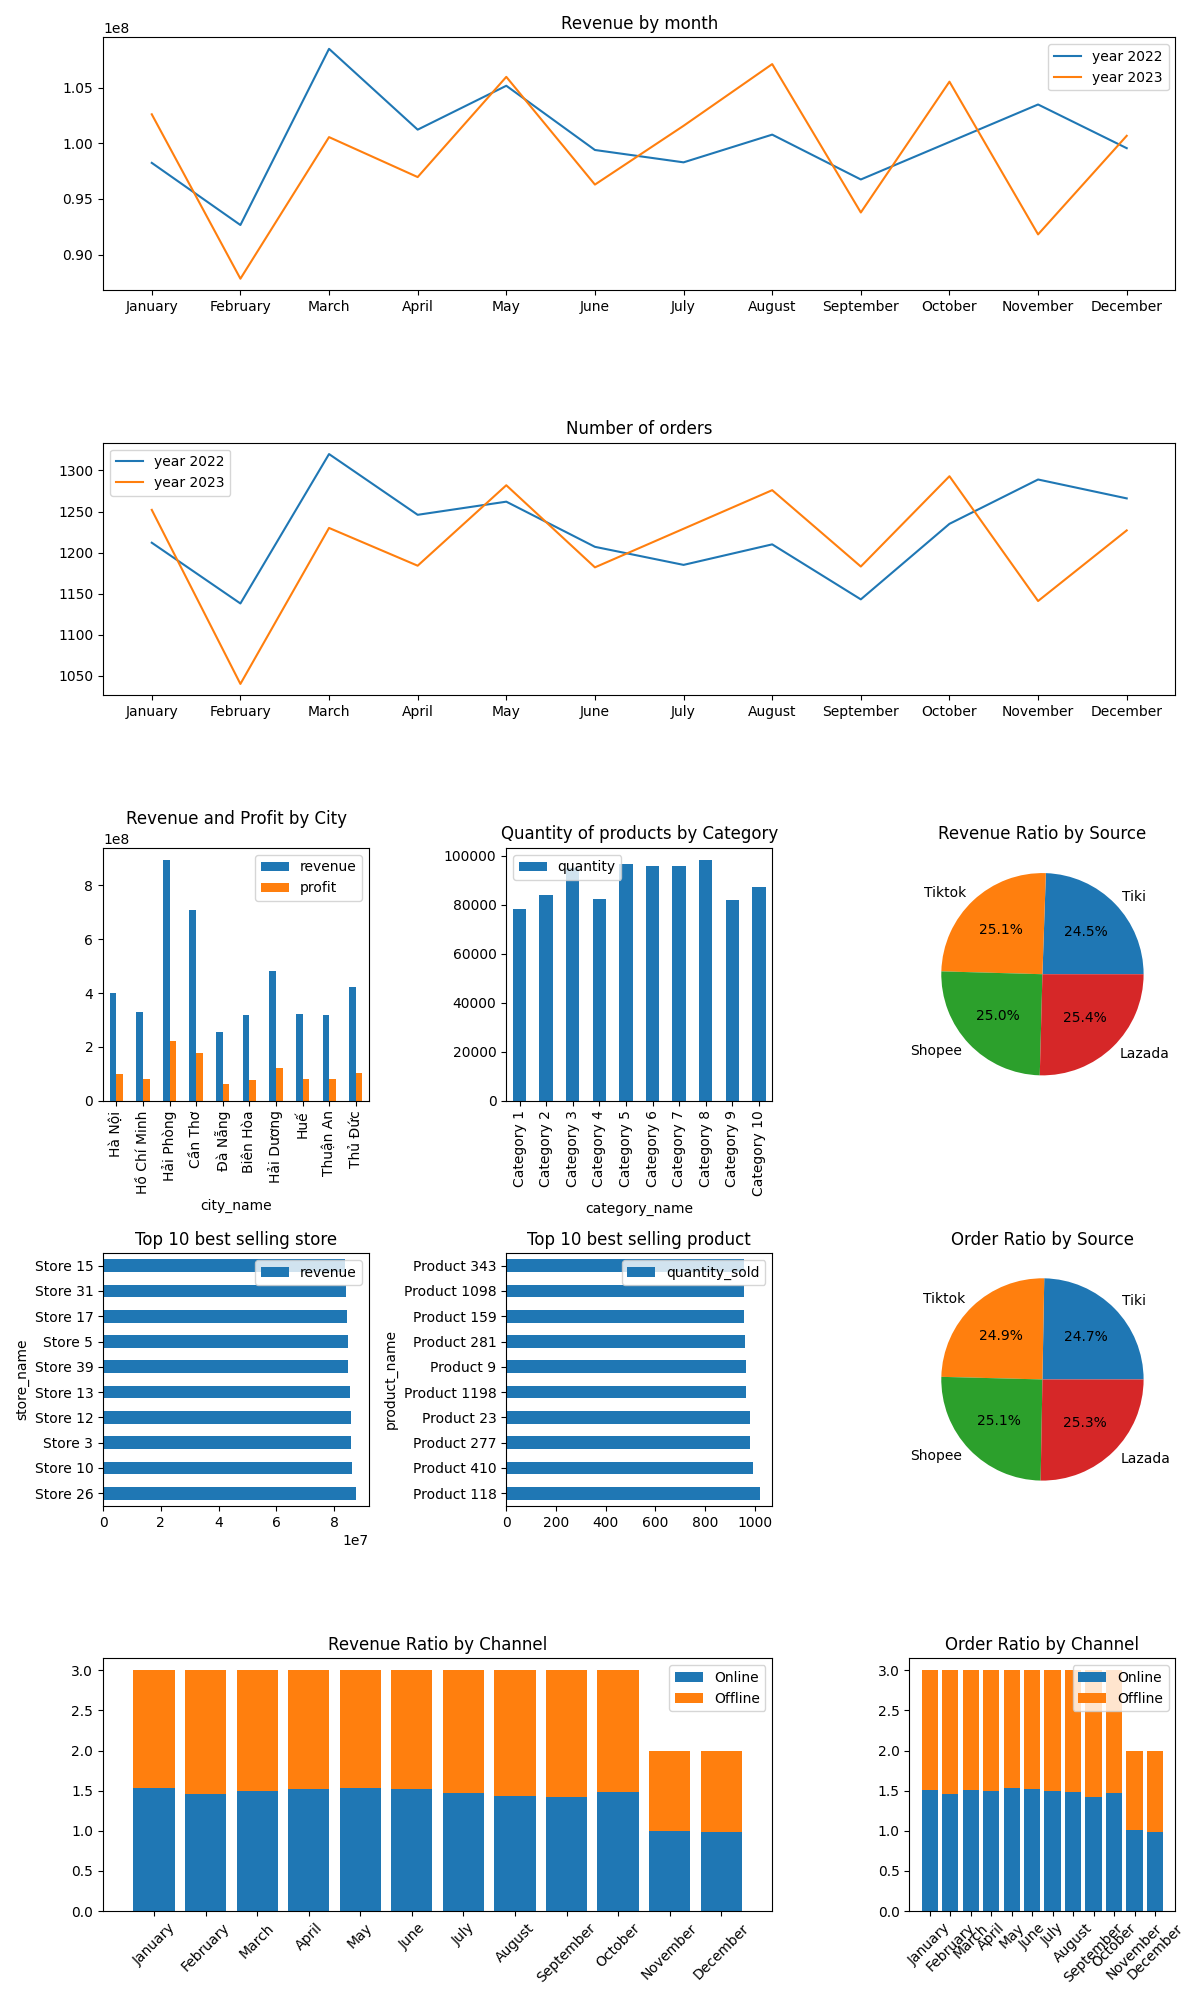 Revenue by month
1e8
1.05
1.00
0.95
0.90
year 2022
year 2023
January February March April May June July August September October November December
Number of orders
year 2022
year 2023
1300
1250
1200
1150
1100
1050
January February March April May June July August September October November December
Revenue and Profit by City
1e8
8
6
4
2
0
revenue
profit
Hà Nội
Hồ Chí Minh
Hải Phòng
Cần Thơ
Đà Nẵng
Biên Hòa
Hải Dương
Huế
Thuận An
Thủ Đức
city_name
Quantity of products by Category
100000
80000
60000
40000
20000
0
quantity
Category 1
Category 2
Category 3
Category 4
Category 5
Category 6
Category 7
Category 8
Category 9
Category 10
category_name
Revenue Ratio by Source
Tiktok
Tiki
25.1%
24.5%
25.0%
25.4%
Shopee
Lazada
Top 10 best selling store
revenue
store_name
Store 15
Store 31
Store 17
Store 5
Store 39
Store 13
Store 12
Store 3
Store 10
Store 26
0 2 4 6 8
1e7
Top 10 best selling product
quantity_sold
product_name
Product 343
Product 1098
Product 159
Product 281
Product 9
Product 1198
Product 23
Product 277
Product 410
Product 118
0 200 400 600 800 1000
Order Ratio by Source
Tiktok
Tiki
24.9%
24.7%
25.1%
25.3%
Shopee
Lazada
Revenue Ratio by Channel
3.0
2.5
2.0
1.5
1.0
0.5
0.0
Online
Offline
January
February
March
April
May
June
July
August
September
October
November
December
Order Ratio by Channel
3.0
2.5
2.0
1.5
1.0
0.5
0.0
Online
Offline
January
February
March
April
May
June
July
August
September
October
November
December